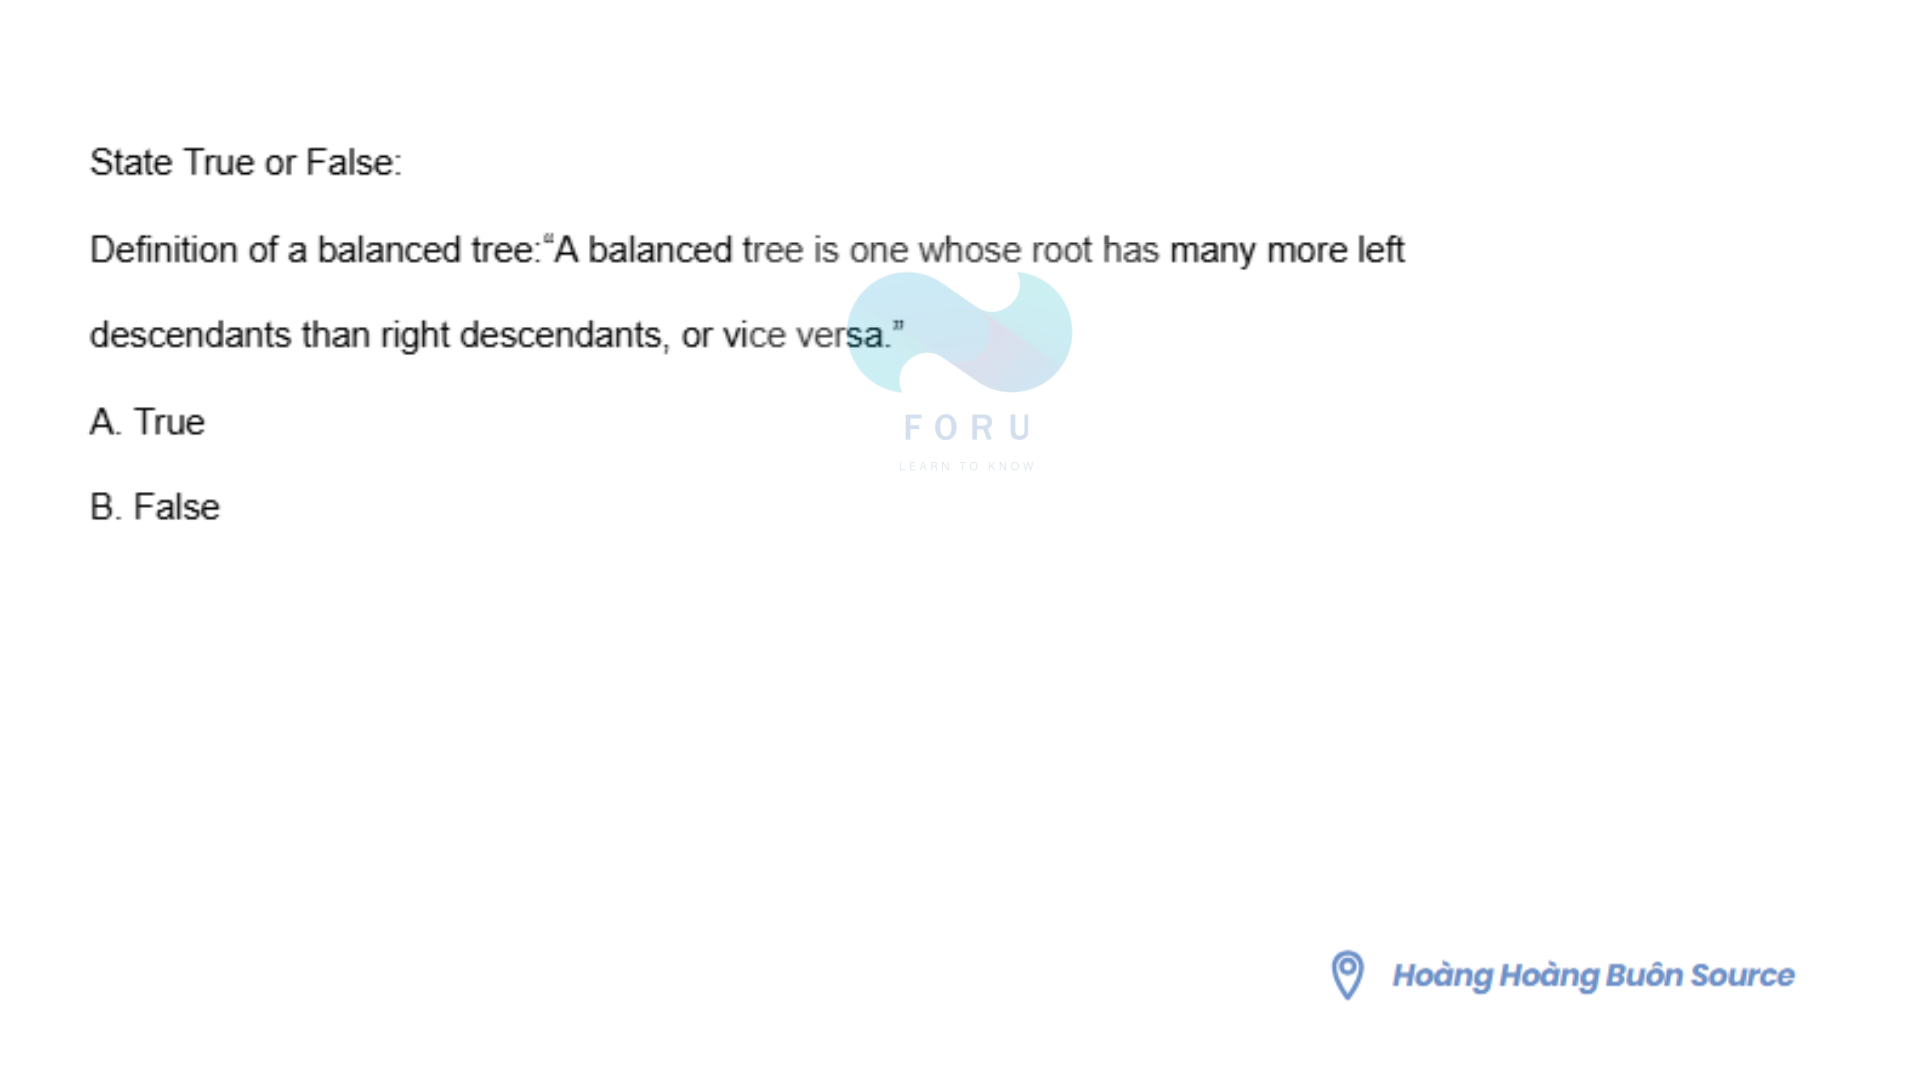 State True or False:
Definition of a balanced tree:“A balanced tree is one whose root has many more left
descendants than right descendants, or vice versa.”
A. True
B. False
FORU
LEARN TO KNOW
Hoàng Hoàng Buôn Source